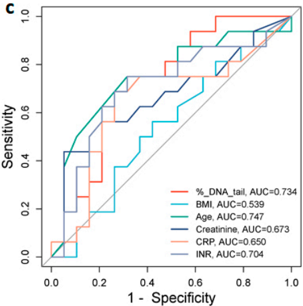 c
1.0
0.8
0.6
0.4
0.2
0.0
Sensitivity
%_DNA_tail, AUC=0.734
BMI, AUC=0.539
Age, AUC=0.747
Creatinine, AUC=0.673
CRP, AUC=0.650
INR, AUC=0.704
0.0 0.2 0.4 0.6 0.8 1.0
1 - Specificity